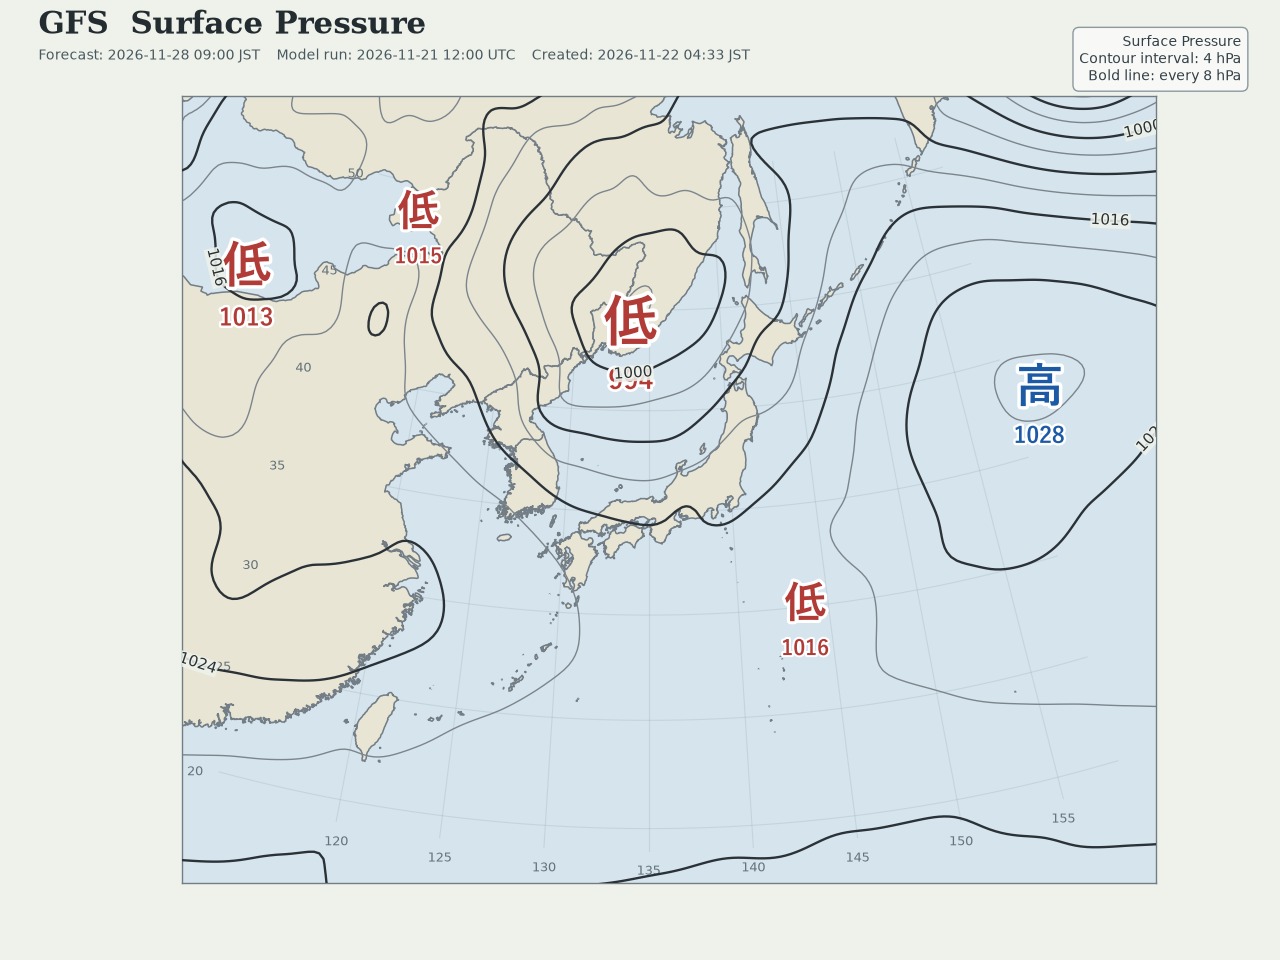 GFS  Surface Pressure
Forecast: 2026-11-28 09:00 JST    Model run: 2026-11-21 12:00 UTC    Created: 2026-11-22 04:33 JST
Surface Pressure
Contour interval: 4 hPa
Bold line: every 8 hPa
1000
50
低
1015
1016
1016
低
1013
45
低
994
1000
40
高
1028
102
35
30
低
1016
1024
25
20
120
125
130
135
140
145
150
155